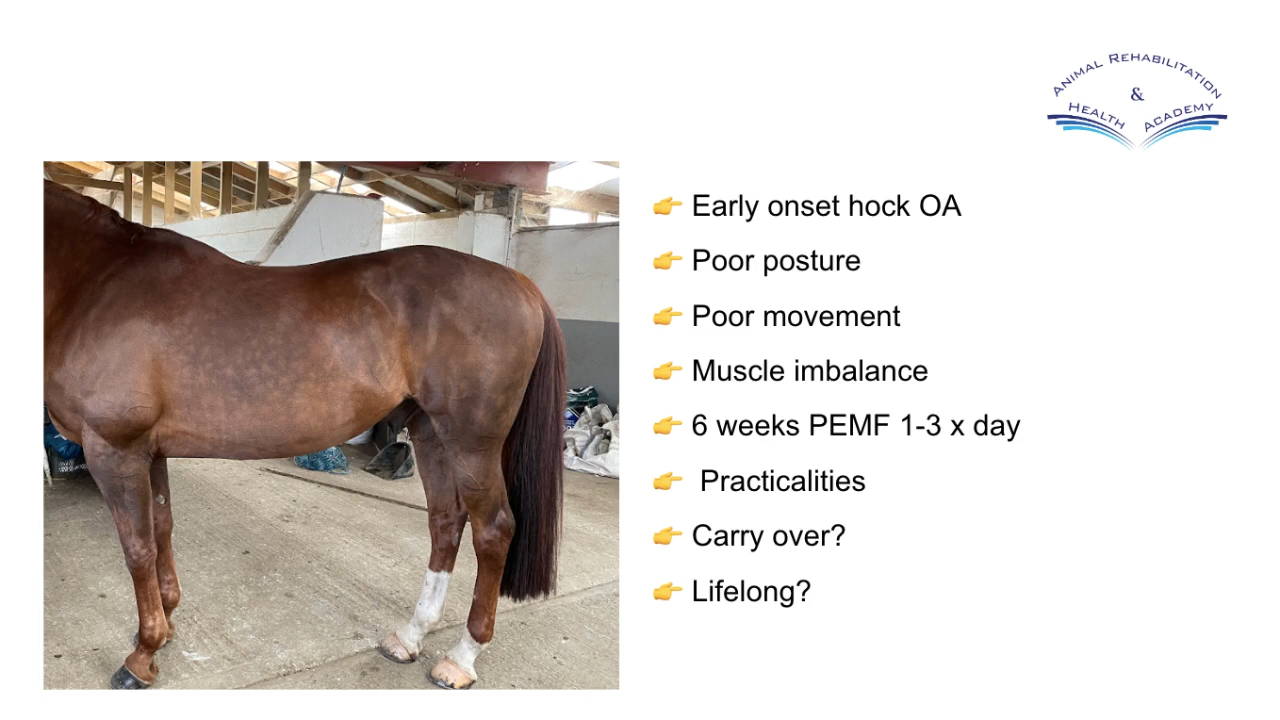 ANIMAL REHABILITATION
&
HEALTH ACADEMY
👉 Early onset hock OA
👉 Poor posture
👉 Poor movement
👉 Muscle imbalance
👉 6 weeks PEMF 1-3 x day
👉 Practicalities
👉 Carry over?
👉 Lifelong?